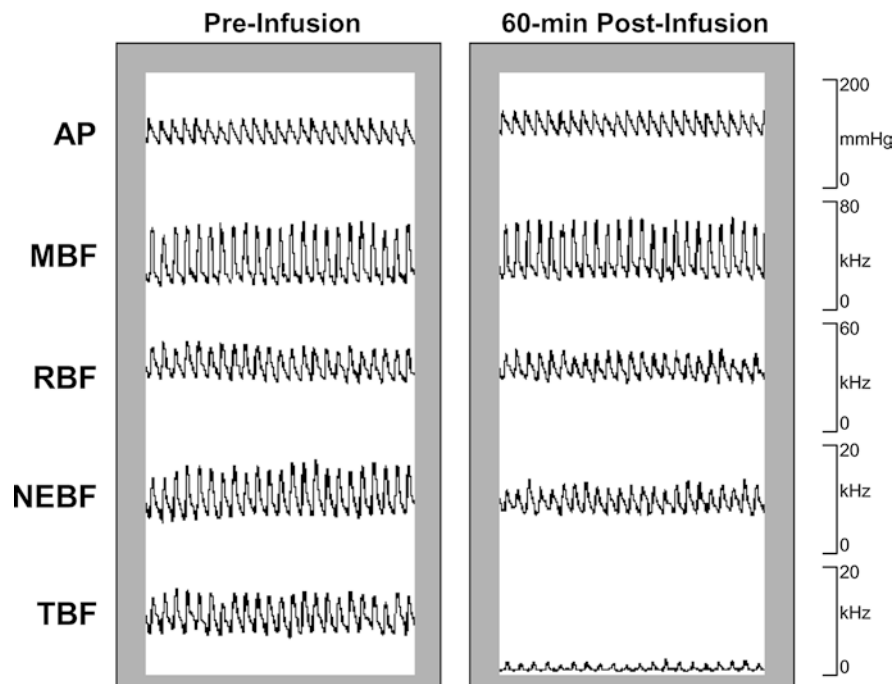 Pre-Infusion 60-min Post-Infusion
200
AP
mmHg
0
80
MBF
kHz
0
60
RBF
kHz
0
20
NEBF
kHz
0
20
TBF
kHz
0